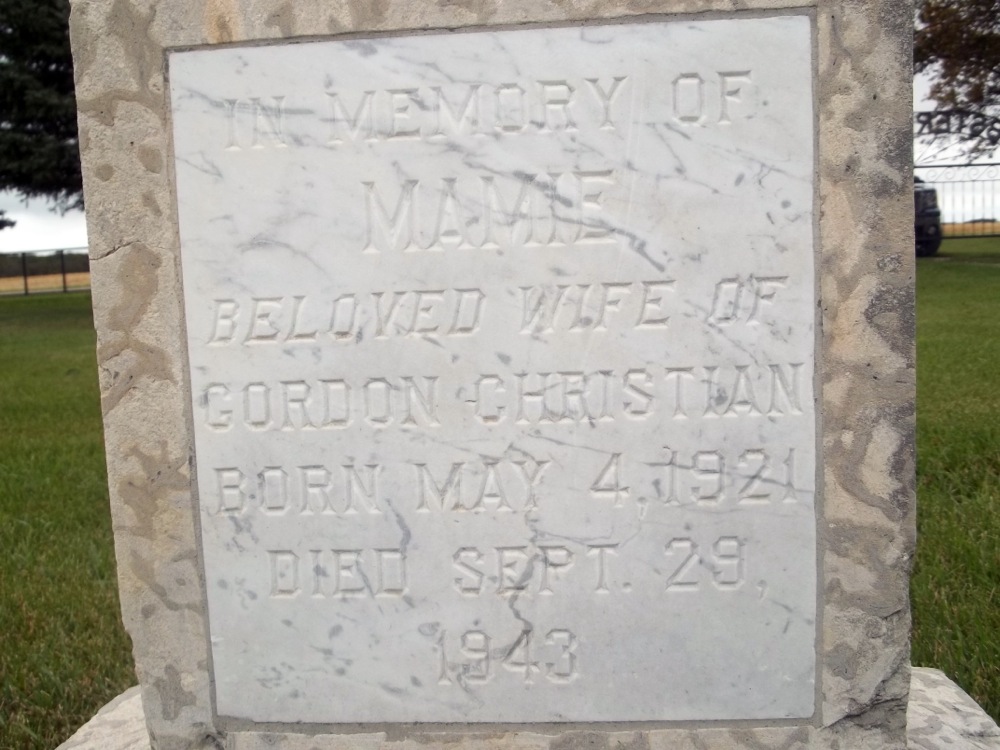 IN MEMORY OF
MAMIE
BELOVED WIFE OF
GORDON CHRISTIAN
BORN MAY 4, 1921
DIED SEPT. 29,
1943